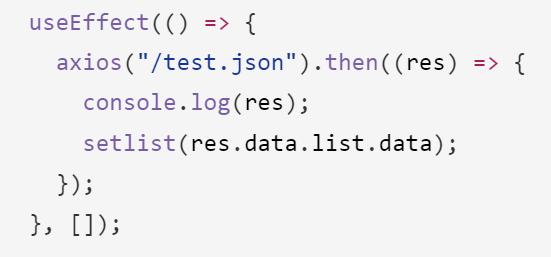 useEffect(() => {
  axios("/test.json").then((res) => {
    console.log(res);
    setlist(res.data.list.data);
  });
}, []);